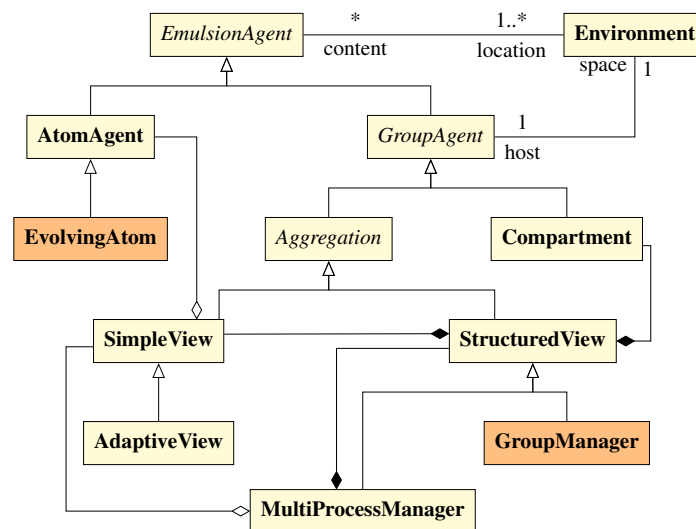 EmulsionAgent
*
content
1..*
location
Environment
space
1
AtomAgent
GroupAgent
1
host
EvolvingAtom
Aggregation
Compartment
SimpleView
StructuredView
AdaptiveView
GroupManager
MultiProcessManager